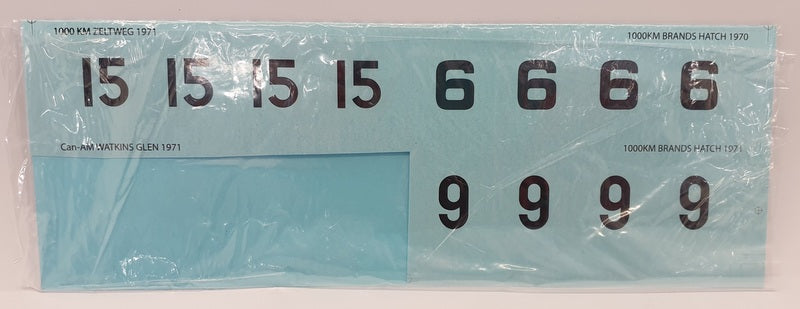 1000 KM ZELTWEG 1971
1000KM BRANDS HATCH 1970
15 15 15 15 6 6 6 6
Can-AM WATKINS GLEN 1971
1000KM BRANDS HATCH 1971
9 9 9 9